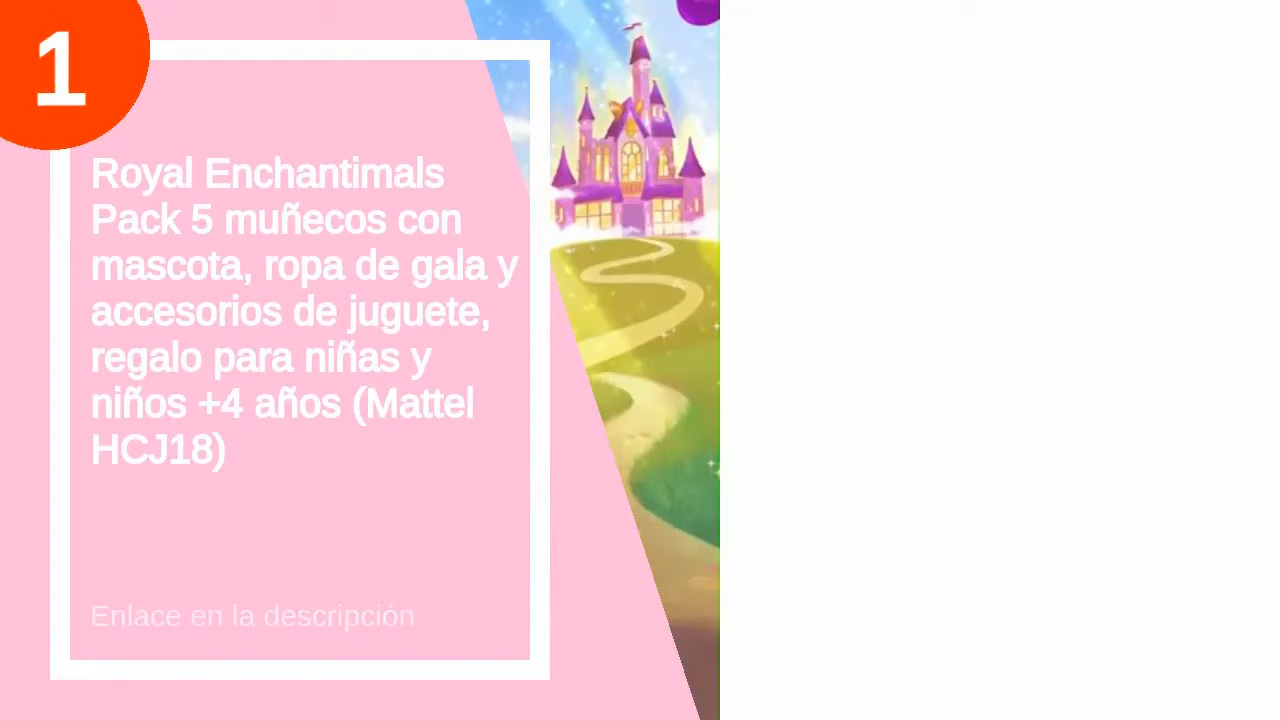 1
Royal Enchantimals
Pack 5 muñecos con
mascota, ropa de gala y
accesorios de juguete,
regalo para niñas y
niños +4 años (Mattel
HCJ18)
Enlace en la descripción